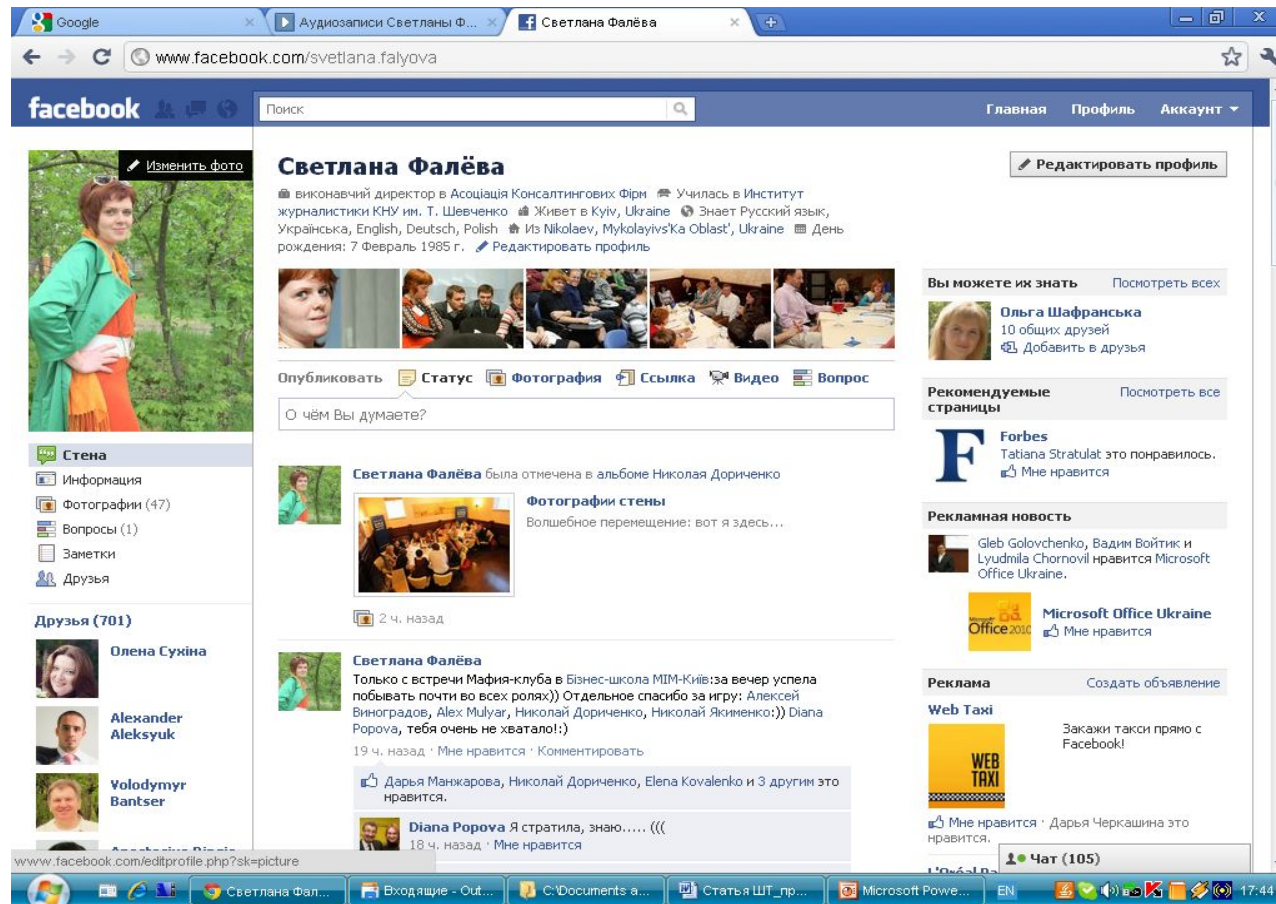 Google
Аудиозаписи Светланы Ф...
Светлана Фалёва
www.facebook.com/svetlana.falyova
facebook
Поиск
Главная Профиль Аккаунт
Изменить фото
Светлана Фалёва
Редактировать профиль
виконавчий директор в Асоціація Консалтингових Фірм Училась в Институт
журналистики КНУ им. Т. Шевченко Живет в Kyiv, Ukraine Знает Русский язык,
Українська, English, Deutsch, Polish Из Nikolaev, Mykolayivs'Ka Oblast', Ukraine День
рождения: 7 Февраль 1985 г. Редактировать профиль
Опубликовать Статус Фотография Ссылка Видео Вопрос
О чём Вы думаете?
Стена
Информация
Фотографии (47)
Вопросы (1)
Заметки
Друзья
Друзья (701)
Олена Сухіна
Alexander
Aleksyuk
Volodymyr
Bantser
Светлана Фалёва была отмечена в альбоме Николая Дориченко
Фотографии стены
Волшебное перемещение: вот я здесь...
2 ч. назад
Светлана Фалёва
Только с встречи Мафия-клуба в Бізнес-школа МІМ-Київ:за вечер успела
побывать почти во всех ролях)) Отдельное спасибо за игру: Алексей
Виноградов, Alex Mulyar, Николай Дориченко, Николай Якименко:)) Diana
Popova, тебя очень не хватало!:)
19 ч. назад · Мне нравится · Комментировать
Дарья Манжарова, Николай Дориченко, Elena Kovalenko и 3 другим это
нравится.
Diana Popova Я стратила, знаю..... (((
18 ч. назад · Мне нравится
Вы можете их знать Посмотреть всех
Ольга Шафранська
10 общих друзей
Добавить в друзья
Рекомендуемые
страницы
Посмотреть все
F
Forbes
Tatiana Stratulat это понравилось.
Мне нравится
Рекламная новость
Gleb Golovchenko, Вадим Войтик и
Lyudmila Chornovil нравится Microsoft
Office Ukraine.
Office 2010
Microsoft Office Ukraine
Мне нравится
Реклама Создать объявление
Web Taxi
WEB
TAXI
Закажи такси прямо с
Facebook!
Мне нравится · Дарья Черкашина это
нравится.
Чат (105)
www.facebook.com/editprofile.php?sk=picture
Светлана Фал...
Входящие - Out...
C:\Documents a...
Статья ШТ_пр...
Microsoft Powe...
EN
17:44